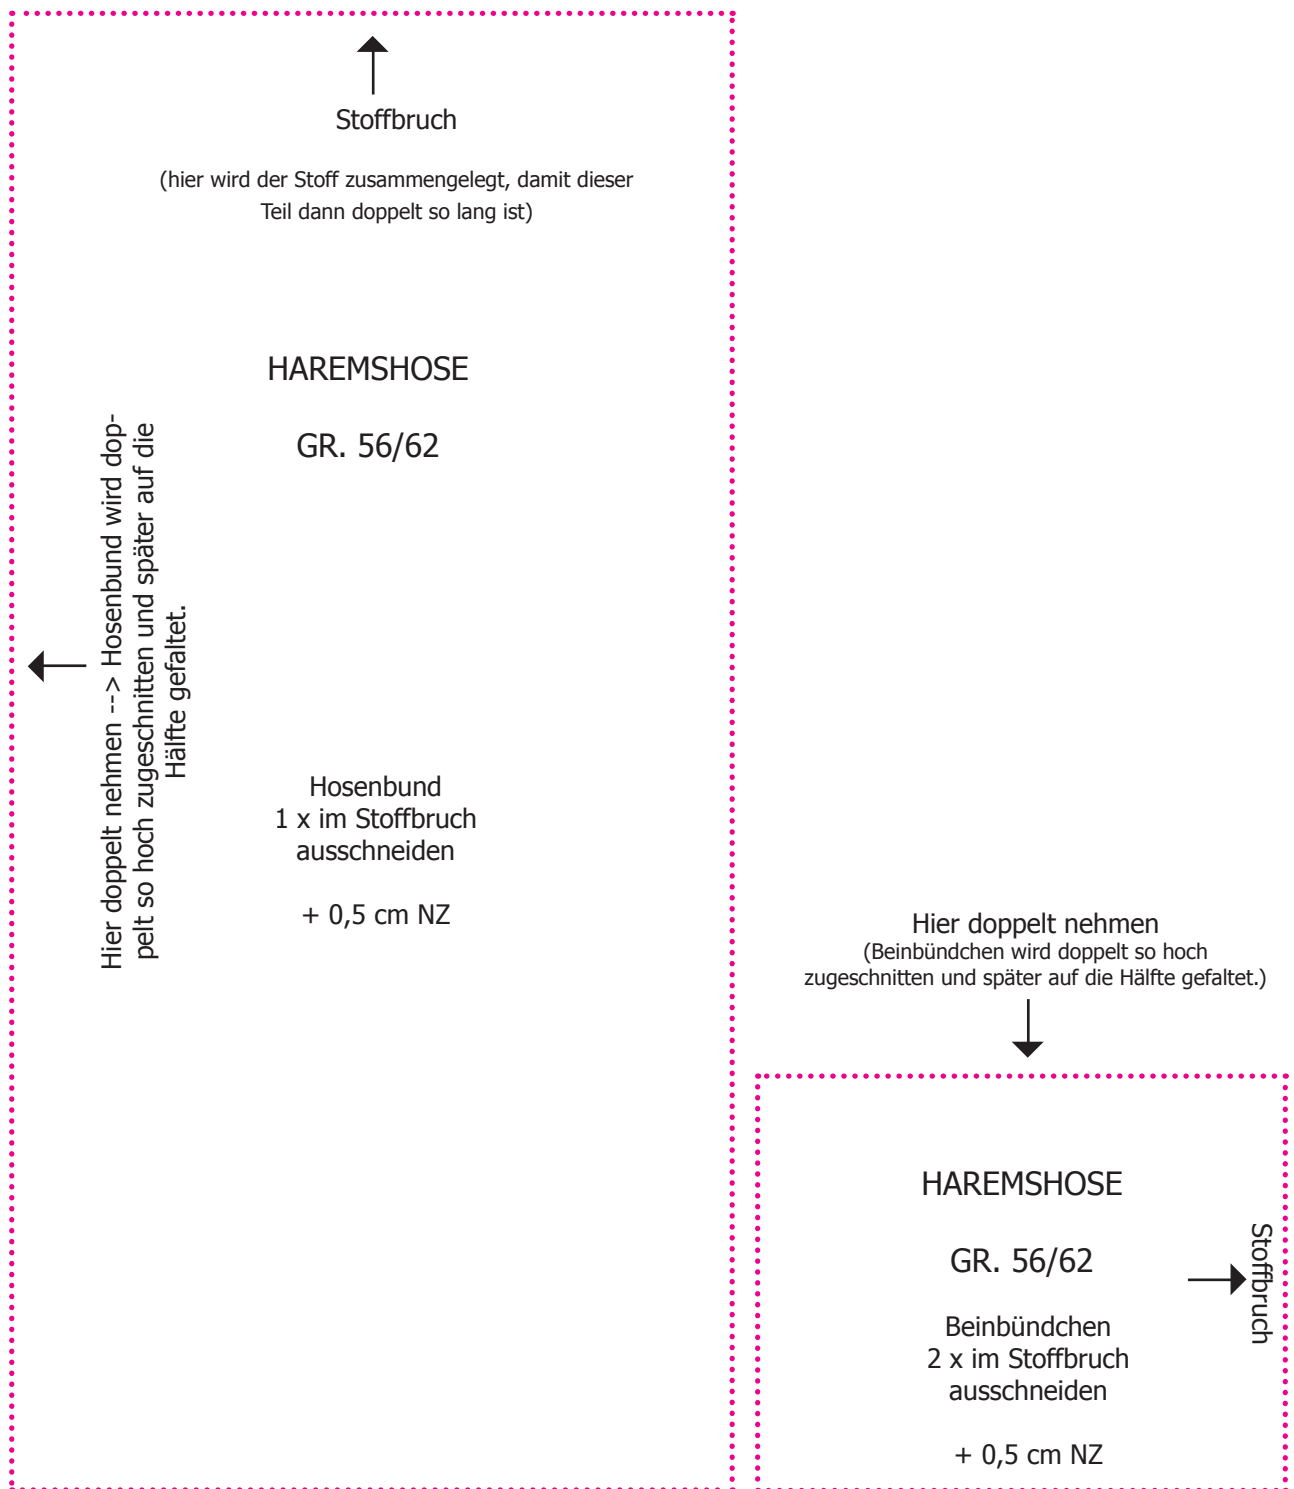 Stoffbruch
(hier wird der Stoff zusammengelegt, damit dieser
Teil dann doppelt so lang ist)
HAREMSHOSE
GR. 56/62
Hier doppelt nehmen --> Hosenbund wird dop-
pelt so hoch zugeschnitten und später auf die
Hälfte gefaltet.
Hosenbund
1 x im Stoffbruch
ausschneiden
+ 0,5 cm NZ
Hier doppelt nehmen
(Beinbündchen wird doppelt so hoch
zugeschnitten und später auf die Hälfte gefaltet.)
HAREMSHOSE
GR. 56/62
Stoffbruch
Beinbündchen
2 x im Stoffbruch
ausschneiden
+ 0,5 cm NZ